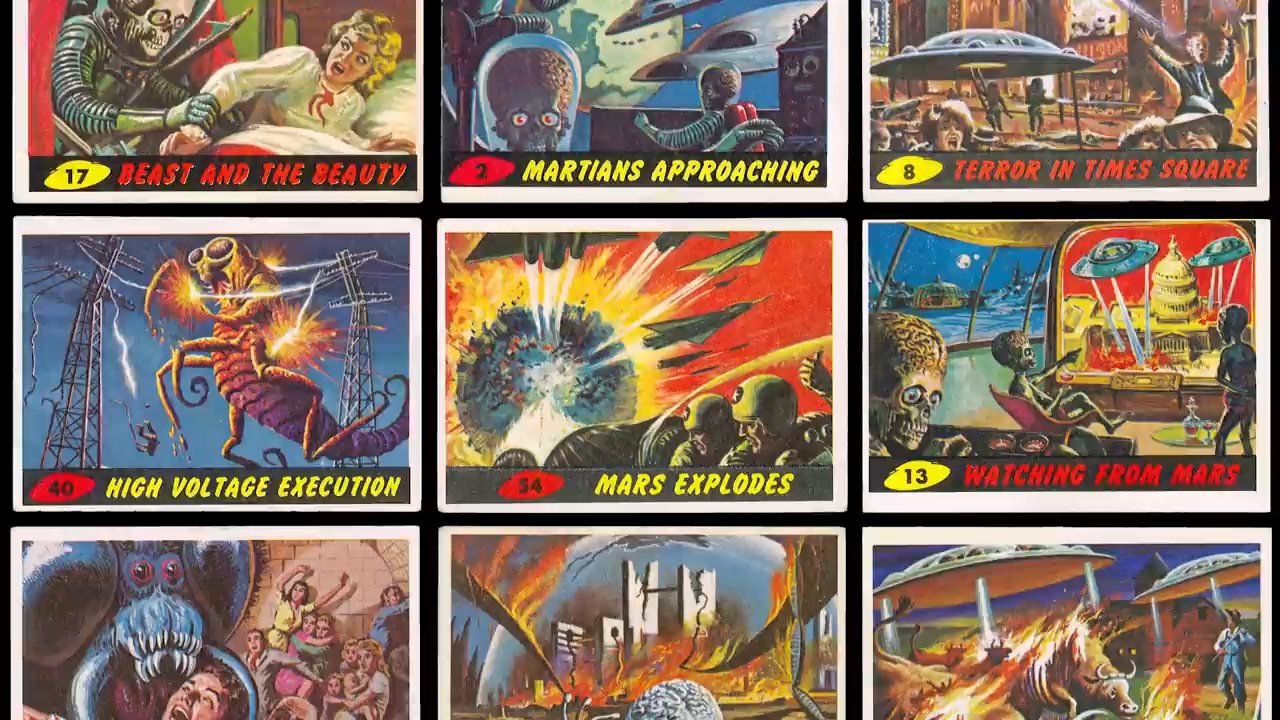 17 BEAST AND THE BEAUTY
2 MARTIANS APPROACHING
8 TERROR IN TIMES SQUARE
40 HIGH VOLTAGE EXECUTION
34 MARS EXPLODES
13 WATCHING FROM MARS